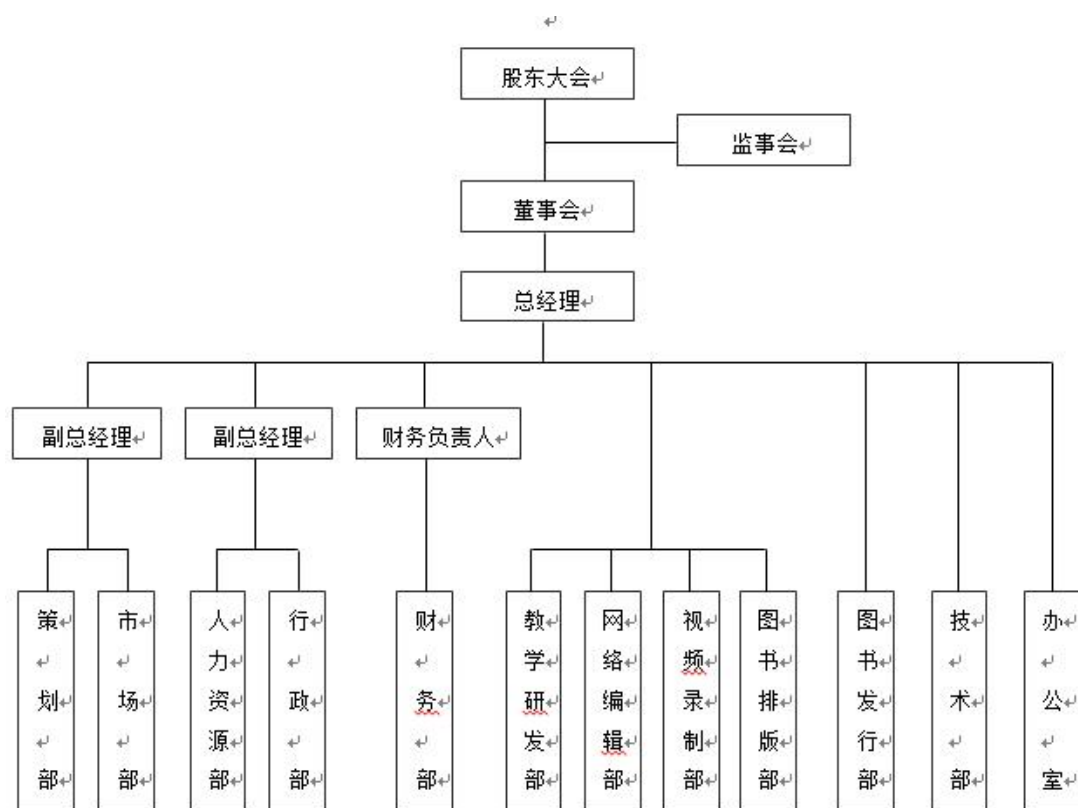 股东大会
监事会
董事会
总经理
副总经理
副总经理
财务负责人
策划部
市场部
人力资源部
行政部
财务部
教学研发部
网络编辑部
视频录制部
图书排版部
图书发行部
技术部
办公室